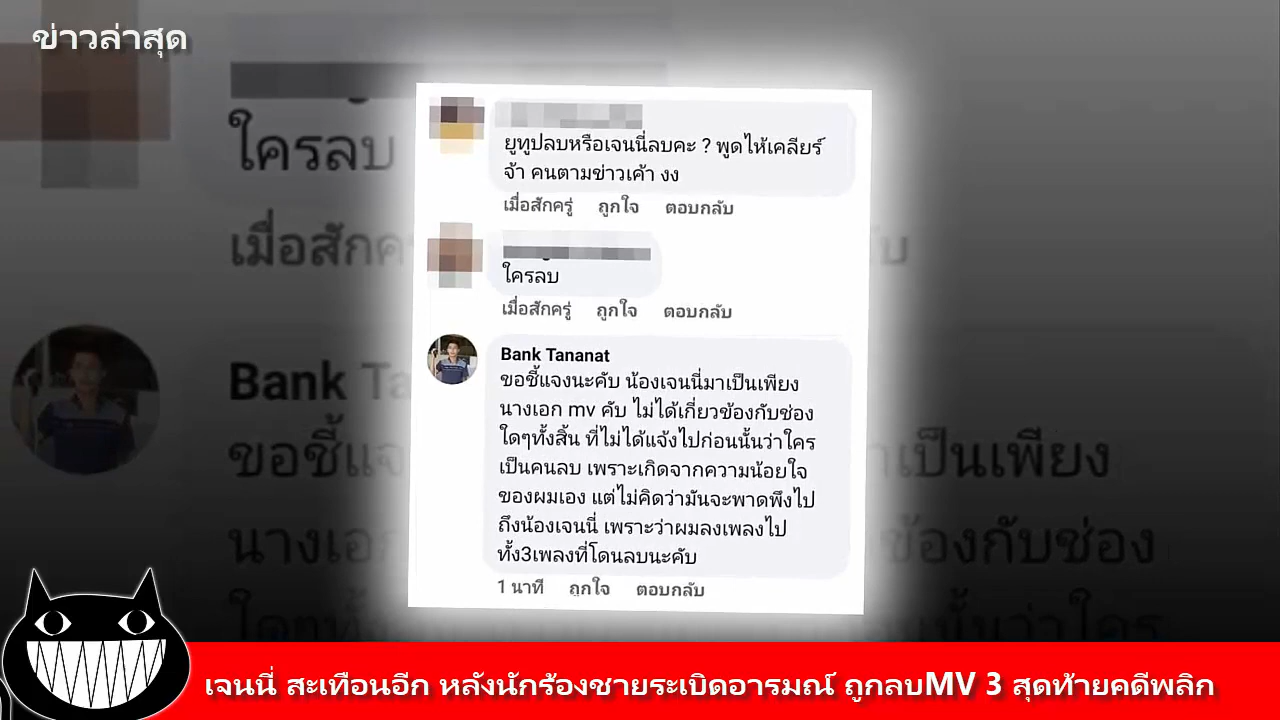 ข่าวล่าสุด
ยูทูปลบหรือเจนนี่ลบคะ ? พูดไห้เคลียร์
จ้า คนตามข่าวเค้า งง
เมื่อสักครู่ ถูกใจ ตอบกลับ
ใครลบ
เมื่อสักครู่ ถูกใจ ตอบกลับ
Bank Tananat
ขอชี้แจงนะคับ น้องเจนนี่มาเป็นเพียง
นางเอก mv คับ ไม่ได้เกี่ยวข้องกับช่อง
ใดๆทั้งสิ้น ที่ไม่ได้แจ้งไปก่อนนั้นว่าใคร
เป็นคนลบ เพราะเกิดจากความน้อยใจ
ของผมเอง แต่ไม่คิดว่ามันจะพาดพึงไป
ถึงน้องเจนนี่ เพราะว่าผมลงเพลงไป
ทั้ง3เพลงที่โดนลบนะคับ
1 นาที ถูกใจ ตอบกลับ
เจนนี่ สะเทือนอีก หลังนักร้องชายระเบิดอารมณ์ ถูกลบMV 3 สุดท้ายคดีพลิก